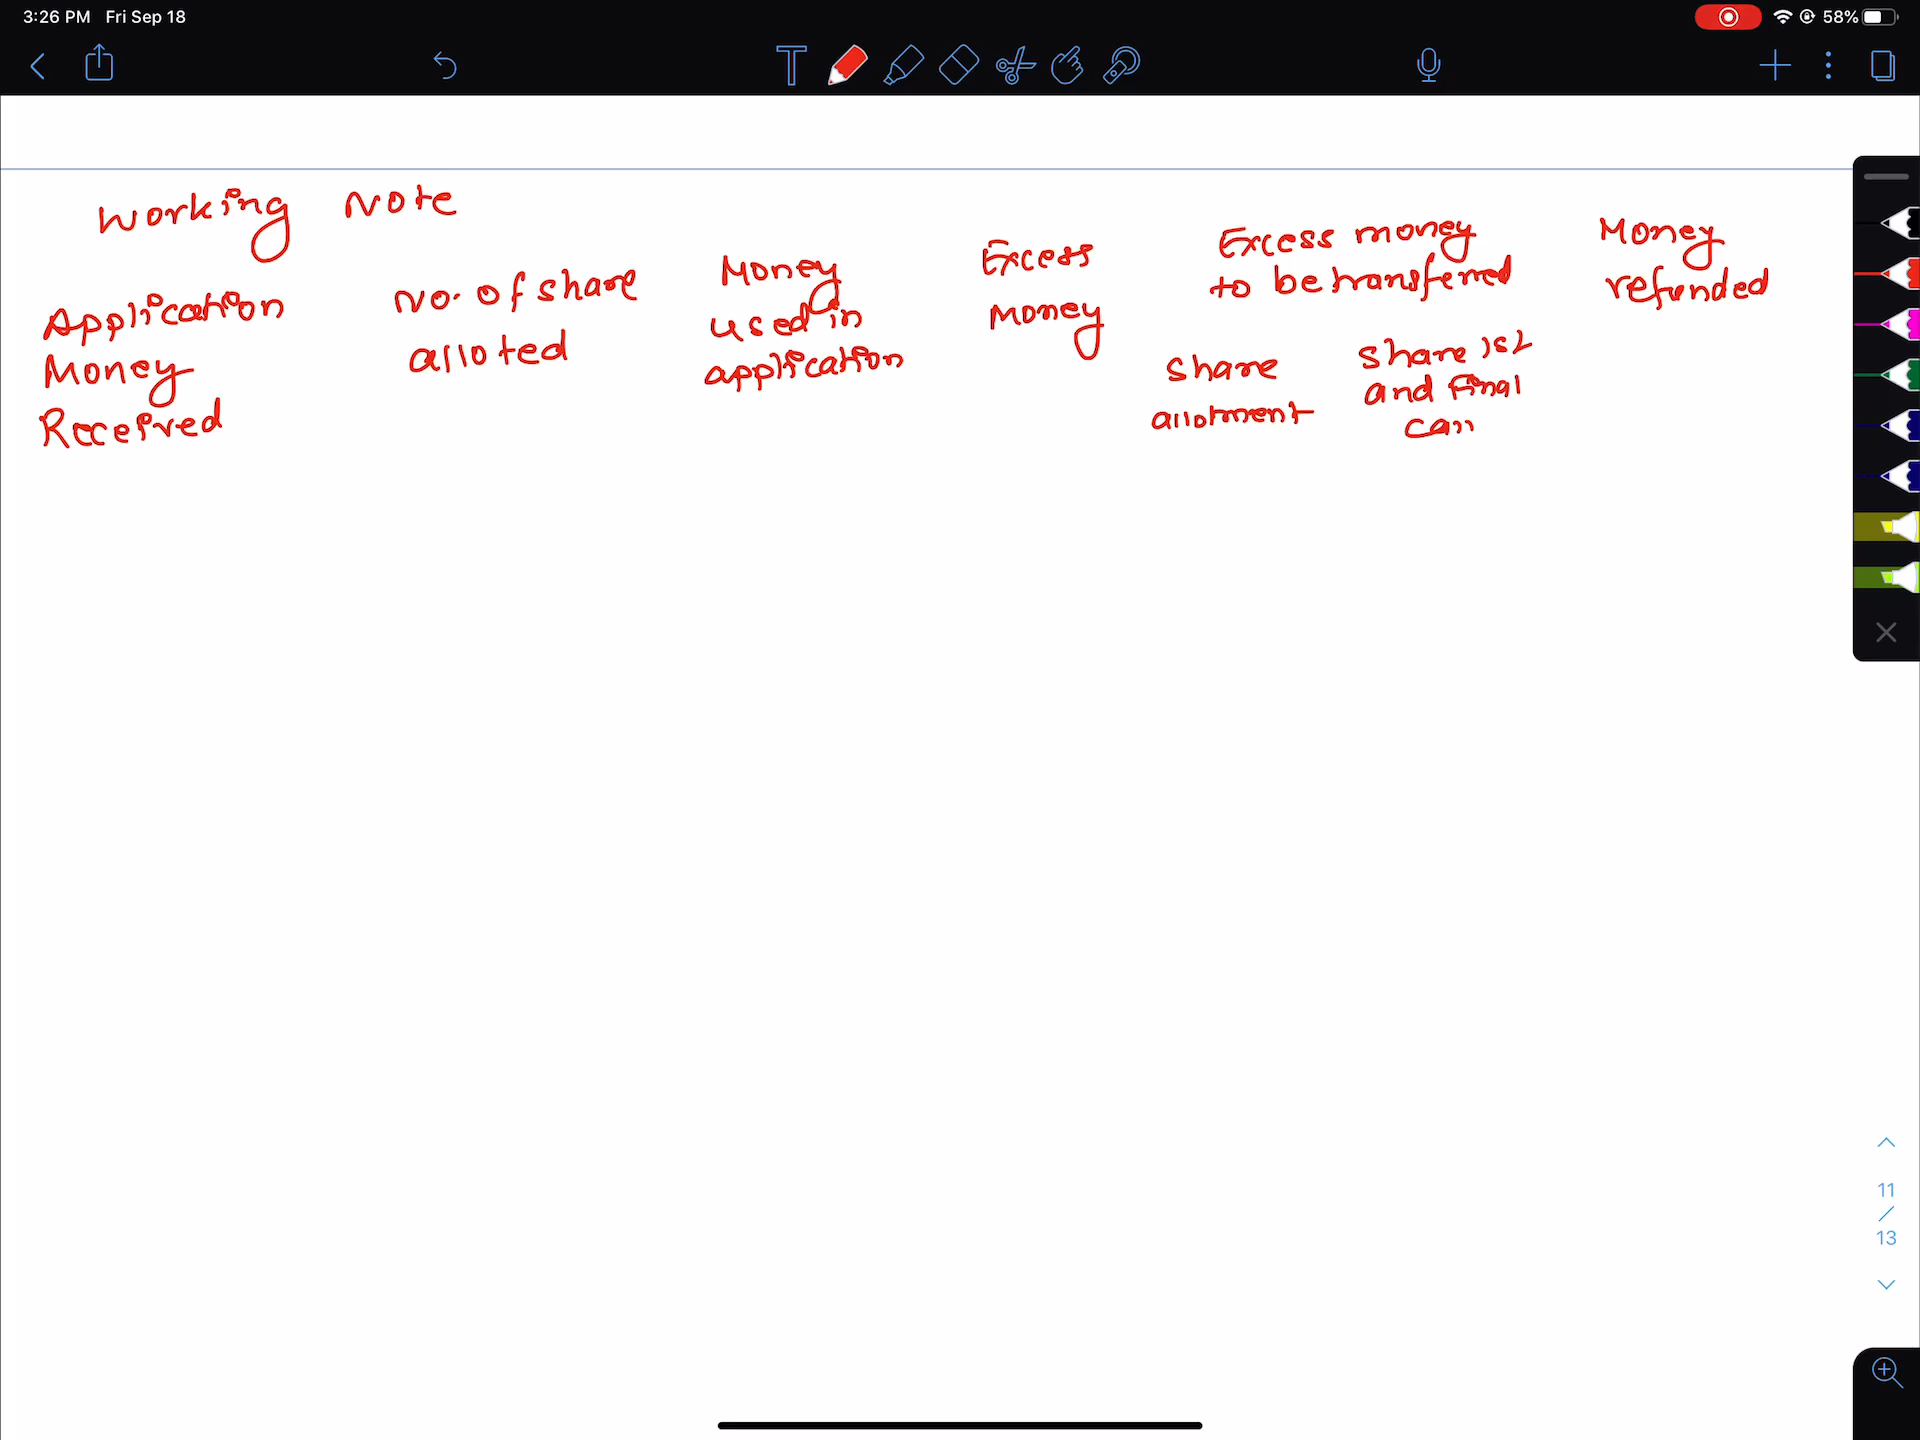 3:26 PM Fri Sep 18
58%
T
Working Note
Application
Money
Received
No. of share
alloted
Money
used in
application
Excess
Money
Excess money
to be transferred
share
allotment
share 1st
and final
call
Money
refunded
11
/
13